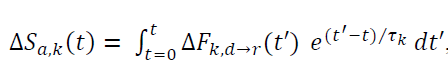 ΔS_{a,k}(t) = ∫_{t=0}^{t} ΔF_{k,d→r}(t′) e^{(t′−t)/τ_k} dt′,